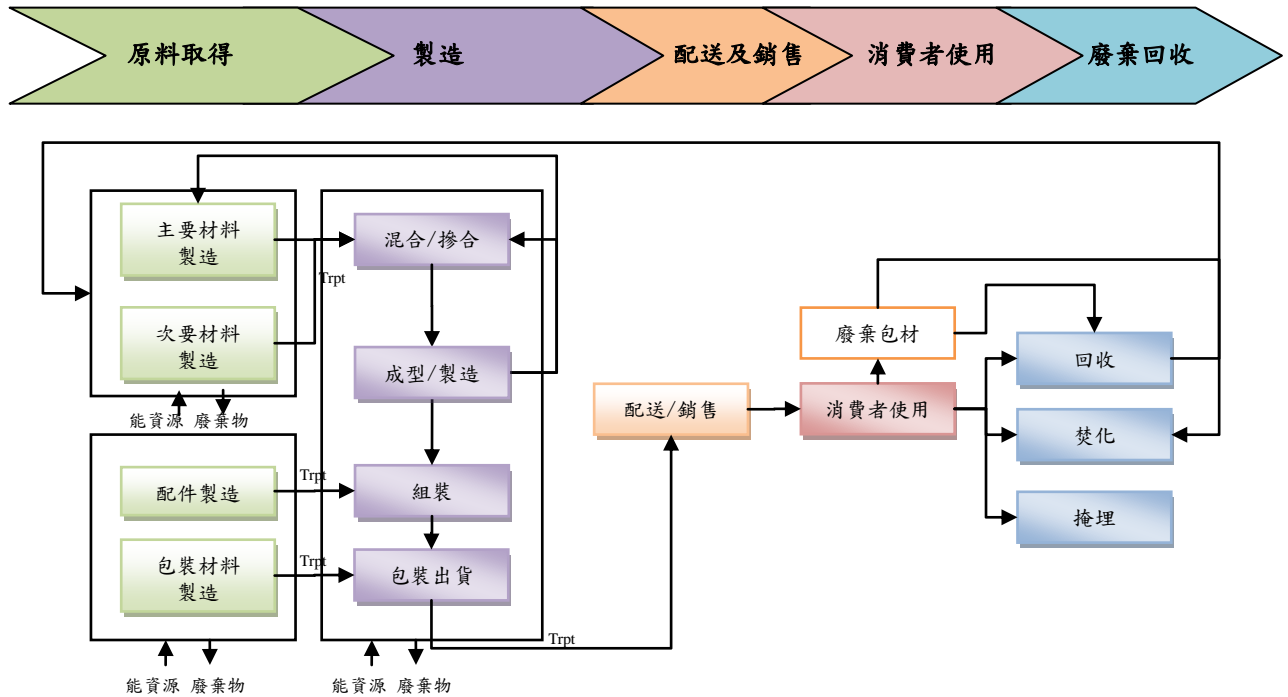 原料取得
製造
配送及銷售
消費者使用
廢棄回收
主要材料
製造
次要材料
製造
Trpt
能資源 廢棄物
配件製造
Trpt
包裝材料
製造
Trpt
能資源 廢棄物
混合/摻合
成型/製造
組裝
包裝出貨
能資源 廢棄物
Trpt
配送/銷售
廢棄包材
消費者使用
回收
焚化
掩埋